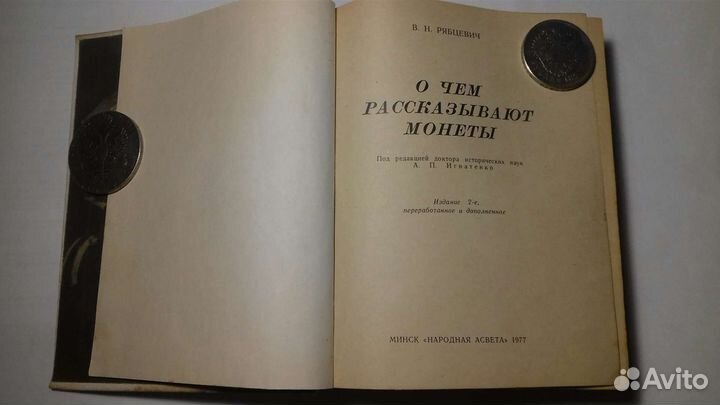 В. Н. РЯБЦЕВИЧ
О ЧЕМ
РАССКАЗЫВАЮТ
МОНЕТЫ
Под редакцией доктора исторических наук
А. П. Игнатенко
Издание 2-е,
переработанное и дополненное
МИНСК «НАРОДНАЯ АСВЕТА» 1977
Avito